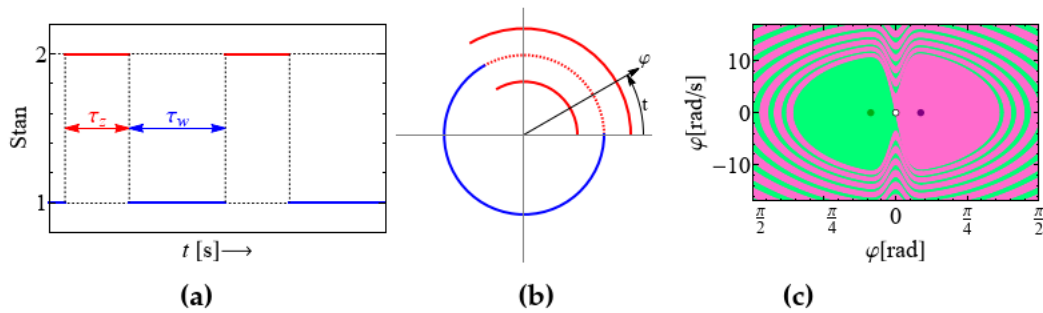 Stan
2
1
τz
τw
t [s]→
(a)
φ
t
(b)
φ[rad/s]
10
0
−10
π/2
π/4
0
π/4
π/2
φ[rad]
(c)